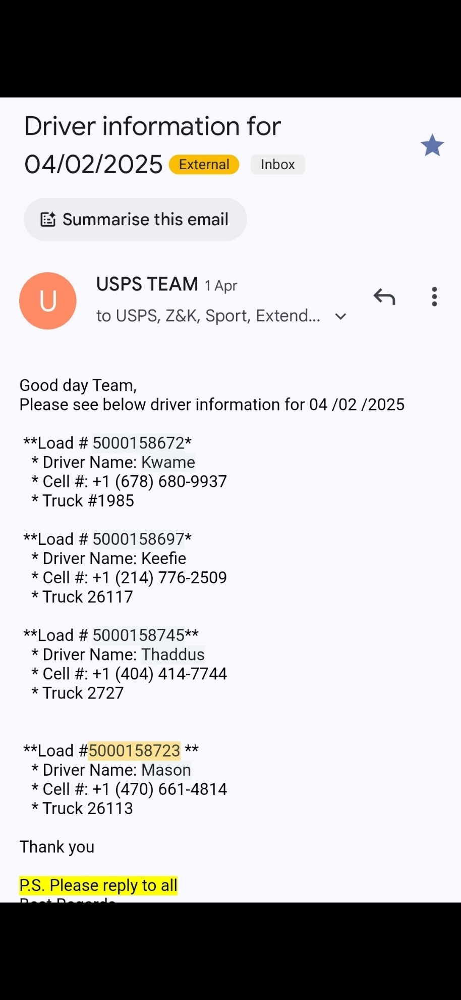 Driver information for
04/02/2025 External Inbox
Summarise this email
U
USPS TEAM 1 Apr
to USPS, Z&K, Sport, Extend...
Good day Team,
Please see below driver information for 04 /02 /2025
**Load # 5000158672*
* Driver Name: Kwame
* Cell #: +1 (678) 680-9937
* Truck #1985
**Load # 5000158697*
* Driver Name: Keefie
* Cell #: +1 (214) 776-2509
* Truck 26117
**Load # 5000158745**
* Driver Name: Thaddus
* Cell #: +1 (404) 414-7744
* Truck 2727
**Load #5000158723 **
* Driver Name: Mason
* Cell #: +1 (470) 661-4814
* Truck 26113
Thank you
P.S. Please reply to all
Best Regards